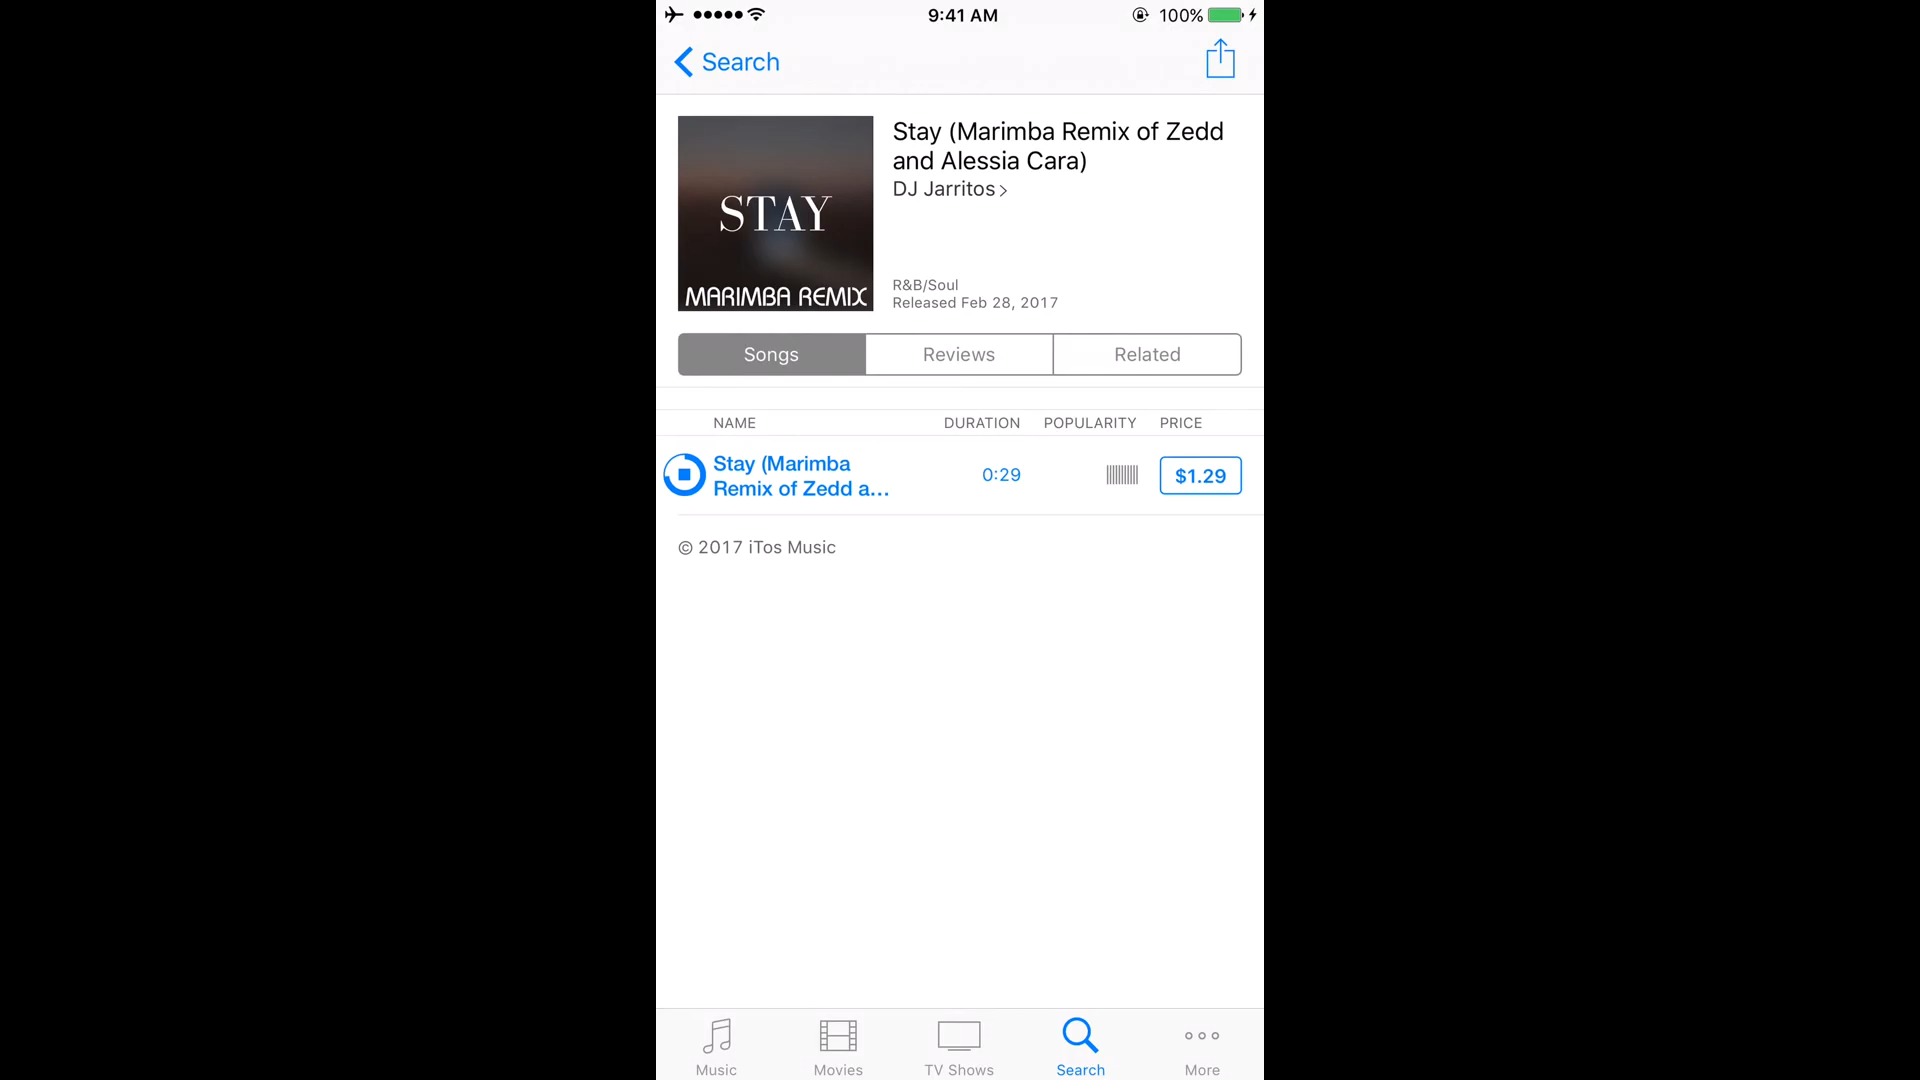 9:41 AM
100%
Search
STAY
MARIMBA REMIX
Stay (Marimba Remix of Zedd
and Alessia Cara)
DJ Jarritos
R&B/Soul
Released Feb 28, 2017
Songs
Reviews
Related
NAME
DURATION
POPULARITY
PRICE
Stay (Marimba
Remix of Zedd a...
0:29
$1.29
© 2017 iTos Music
Music
Movies
TV Shows
Search
More